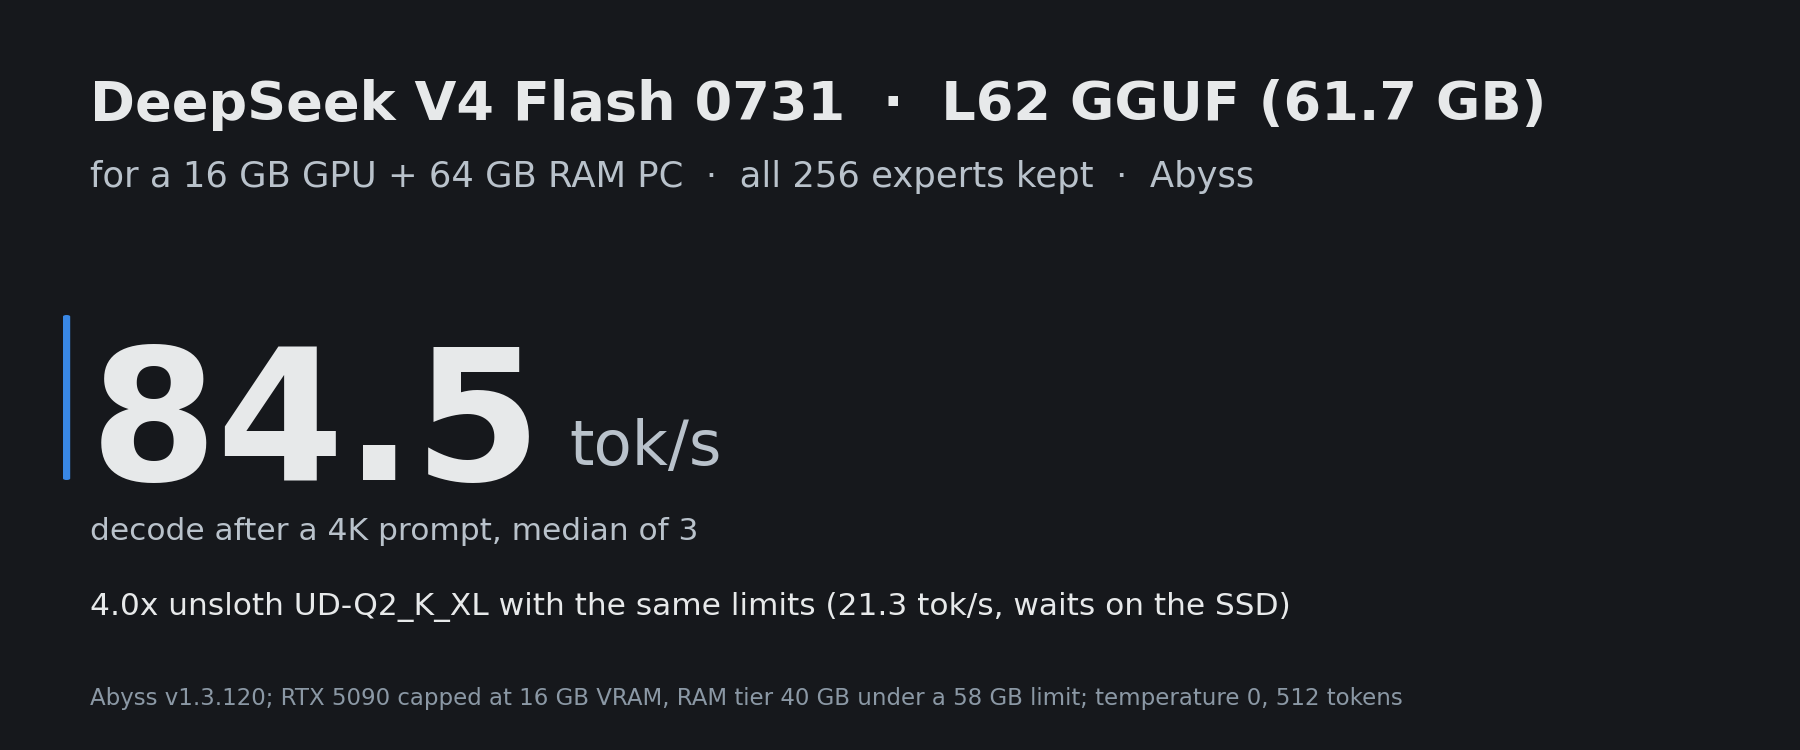 DeepSeek V4 Flash 0731 · L62 GGUF (61.7 GB)
for a 16 GB GPU + 64 GB RAM PC · all 256 experts kept · Abyss
84.5 tok/s
decode after a 4K prompt, median of 3
4.0x unsloth UD-Q2_K_XL with the same limits (21.3 tok/s, waits on the SSD)
Abyss v1.3.120; RTX 5090 capped at 16 GB VRAM, RAM tier 40 GB under a 58 GB limit; temperature 0, 512 tokens